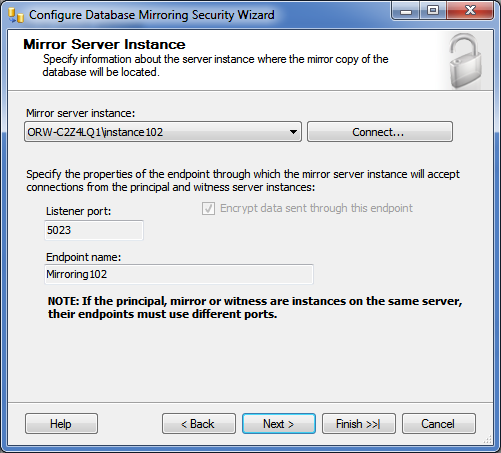 Configure Database Mirroring Security Wizard
Mirror Server Instance
Specify information about the server instance where the mirror copy of the
database will be located.
Mirror server instance:
ORW-C2Z4LQ1\instance102
Connect...
Specify the properties of the endpoint through which the mirror server instance will accept
connections from the principal and witness server instances:
Listener port:
Encrypt data sent through this endpoint
5023
Endpoint name:
Mirroring102
NOTE: If the principal, mirror or witness are instances on the same server,
their endpoints must use different ports.
Help
< Back
Next >
Finish >>|
Cancel